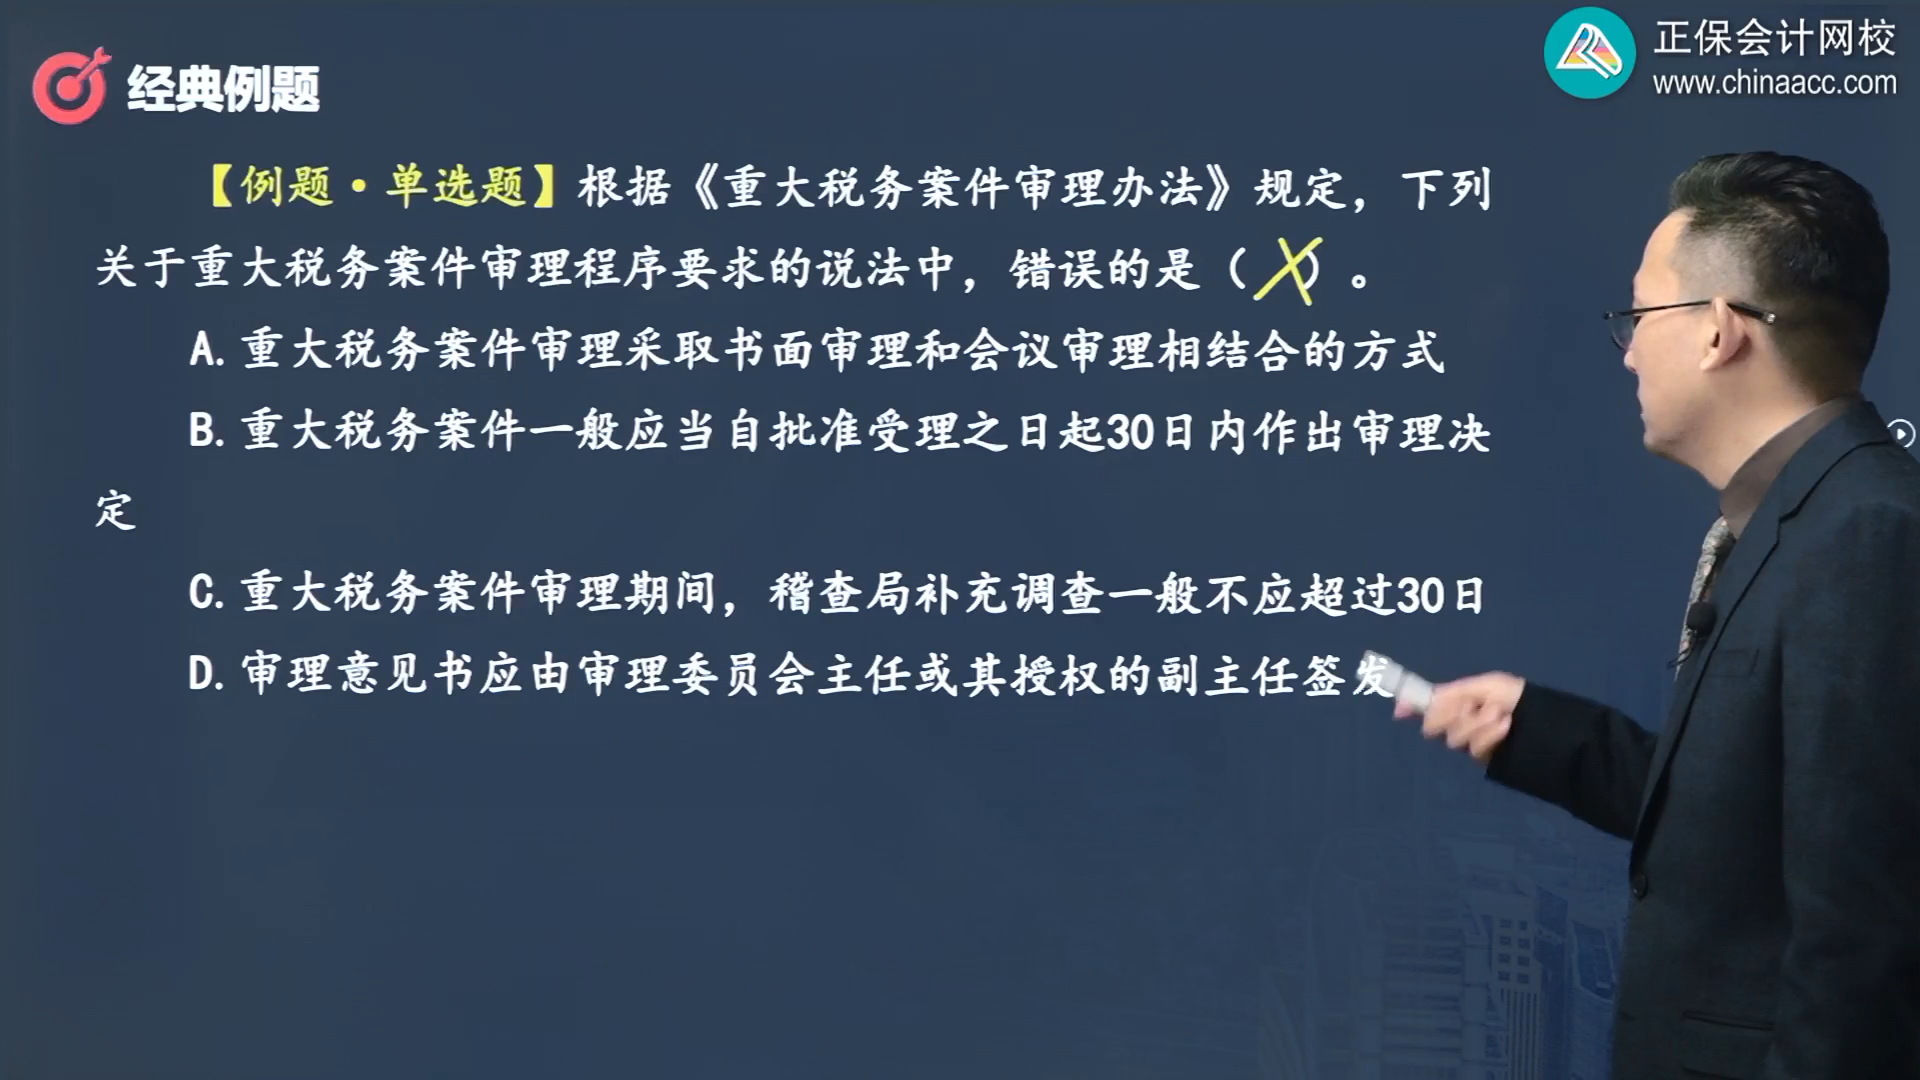 正保会计网校
www.chinaacc.com
经典例题
【例题·单选题】根据《重大税务案件审理办法》规定，下列
关于重大税务案件审理程序要求的说法中，错误的是（X）。
A.重大税务案件审理采取书面审理和会议审理相结合的方式
B.重大税务案件一般应当自批准受理之日起30日内作出审理决
定
C.重大税务案件审理期间，稽查局补充调查一般不应超过30日
D.审理意见书应由审理委员会主任或其授权的副主任签发